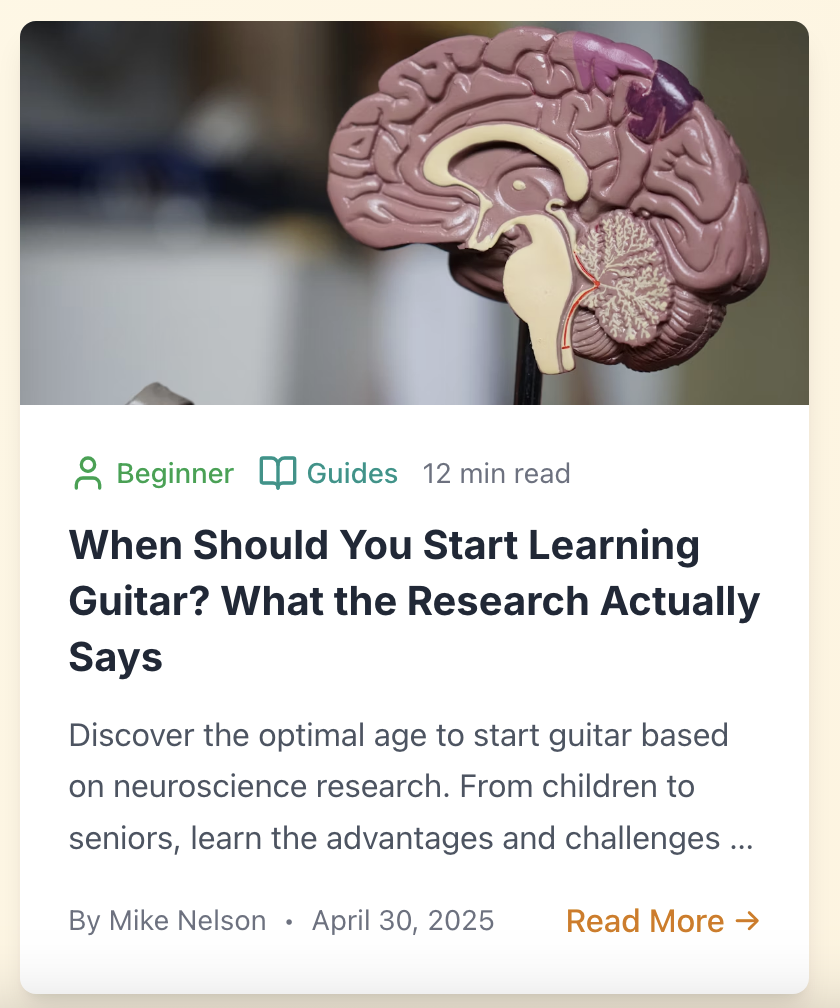 Beginner Guides 12 min read
When Should You Start Learning
Guitar? What the Research Actually
Says
Discover the optimal age to start guitar based
on neuroscience research. From children to
seniors, learn the advantages and challenges ...
By Mike Nelson • April 30, 2025 Read More →